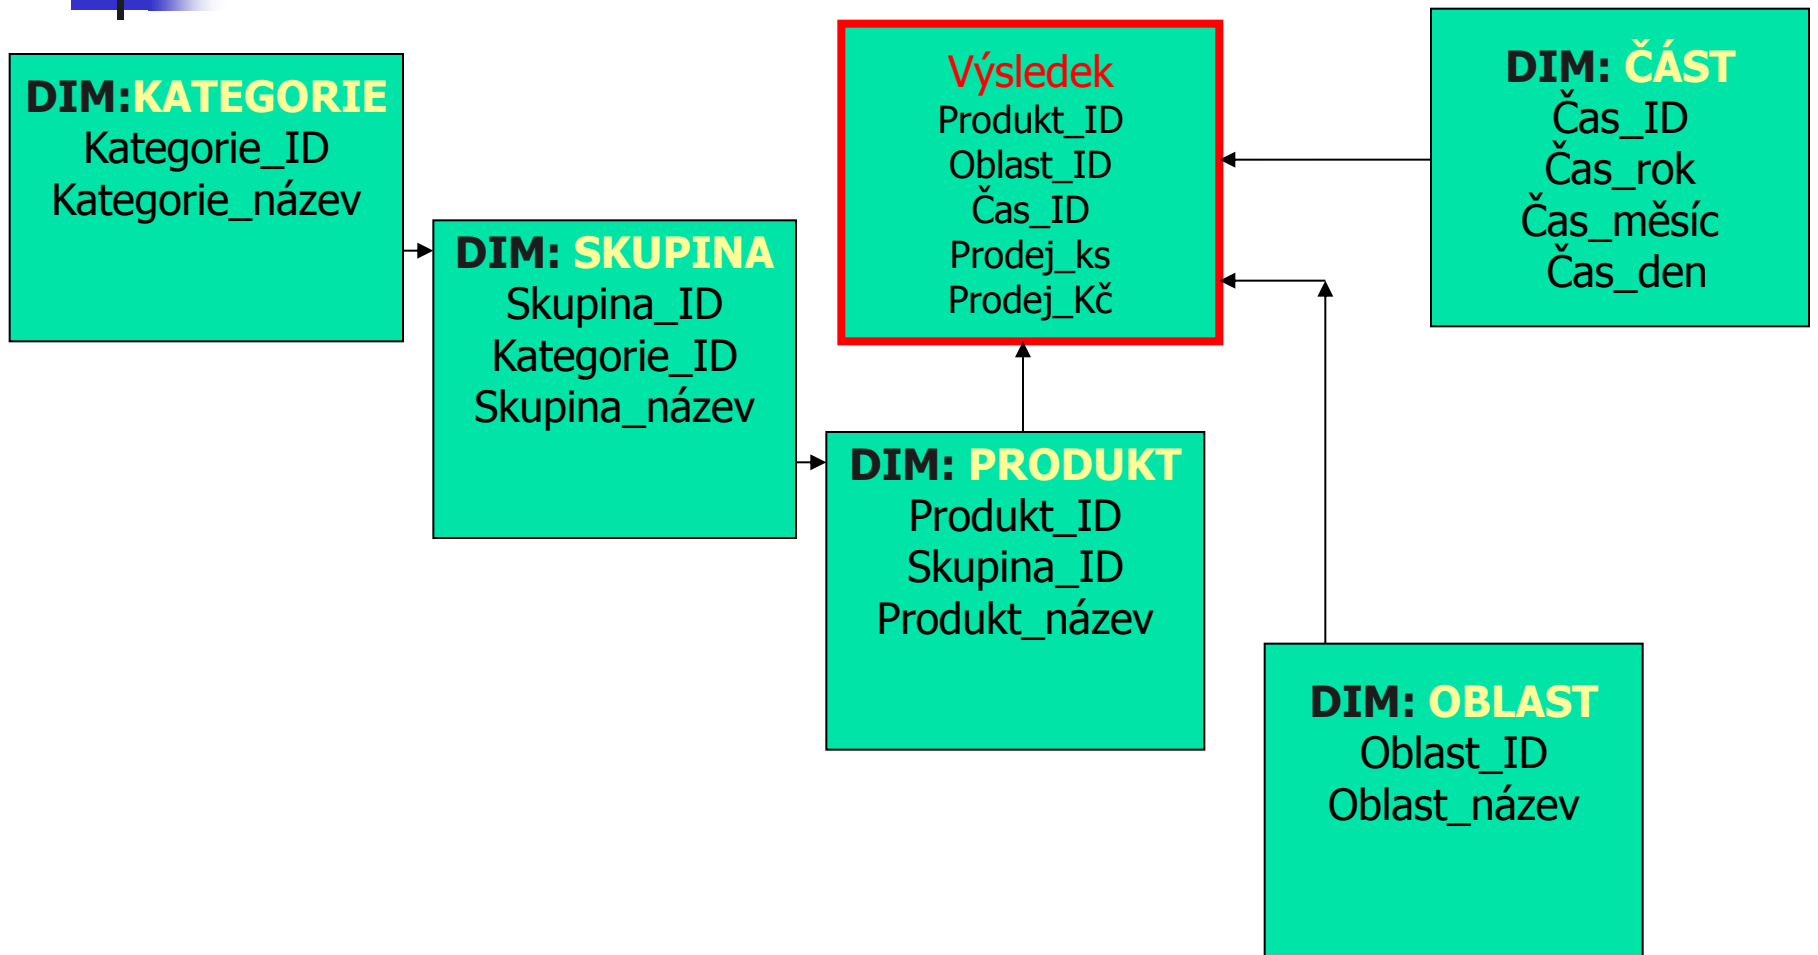 DIM:KATEGORIE
Kategorie_ID
Kategorie_název
DIM: SKUPINA
Skupina_ID
Kategorie_ID
Skupina_název
Výsledek
Produkt_ID
Oblast_ID
Čas_ID
Prodej_ks
Prodej_Kč
DIM: PRODUKT
Produkt_ID
Skupina_ID
Produkt_název
DIM: ČÁST
Čas_ID
Čas_rok
Čas_měsíc
Čas_den
DIM: OBLAST
Oblast_ID
Oblast_název